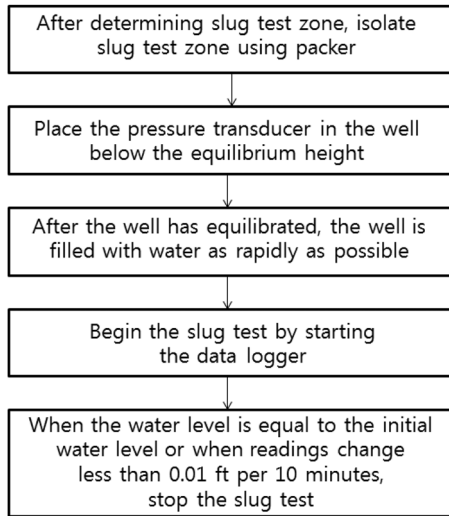 After determining slug test zone, isolate
slug test zone using packer
Place the pressure transducer in the well
below the equilibrium height
After the well has equilibrated, the well is
filled with water as rapidly as possible
Begin the slug test by starting
the data logger
When the water level is equal to the initial
water level or when readings change
less than 0.01 ft per 10 minutes,
stop the slug test